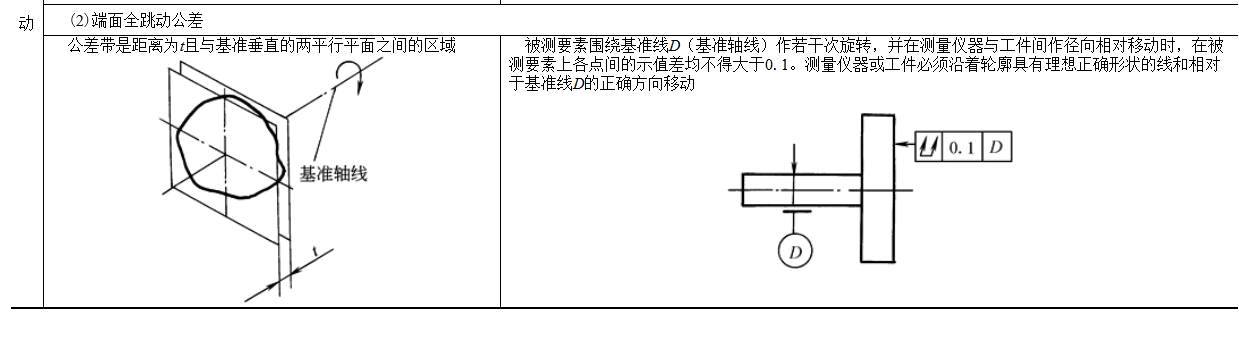 动
(2)端面全跳动公差
公差带是距离为t且与基准垂直的两平行平面之间的区域
基准轴线
t
被测要素围绕基准线D（基准轴线）作若干次旋转，并在测量仪器与工件间作径向相对移动时，在被
测要素上各点间的示值差均不得大于0.1。测量仪器或工件必须沿着轮廓具有理想正确形状的线和相对
于基准线D的正确方向移动
0.1 D
D